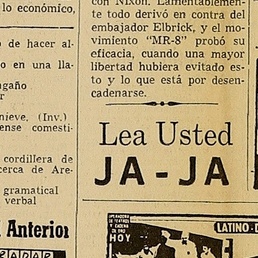 lo económico,
de hacer al-
en una lla-
gaño
nieve, (Inv.)
ense comesti-
cordillera de
cerca de Are-
gramatical
verbal
l Anterior
con Nixon. Lamentablemen-
te todo derivó en contra del
embajador Elbrick, y el mo-
vimiento "MR-8" probó su
eficacia, cuando una mayor
libertad hubiera evitado es-
to y lo que está por desen-
cadenarse.
Lea Usted
JA-JA
HOY
LATINO-